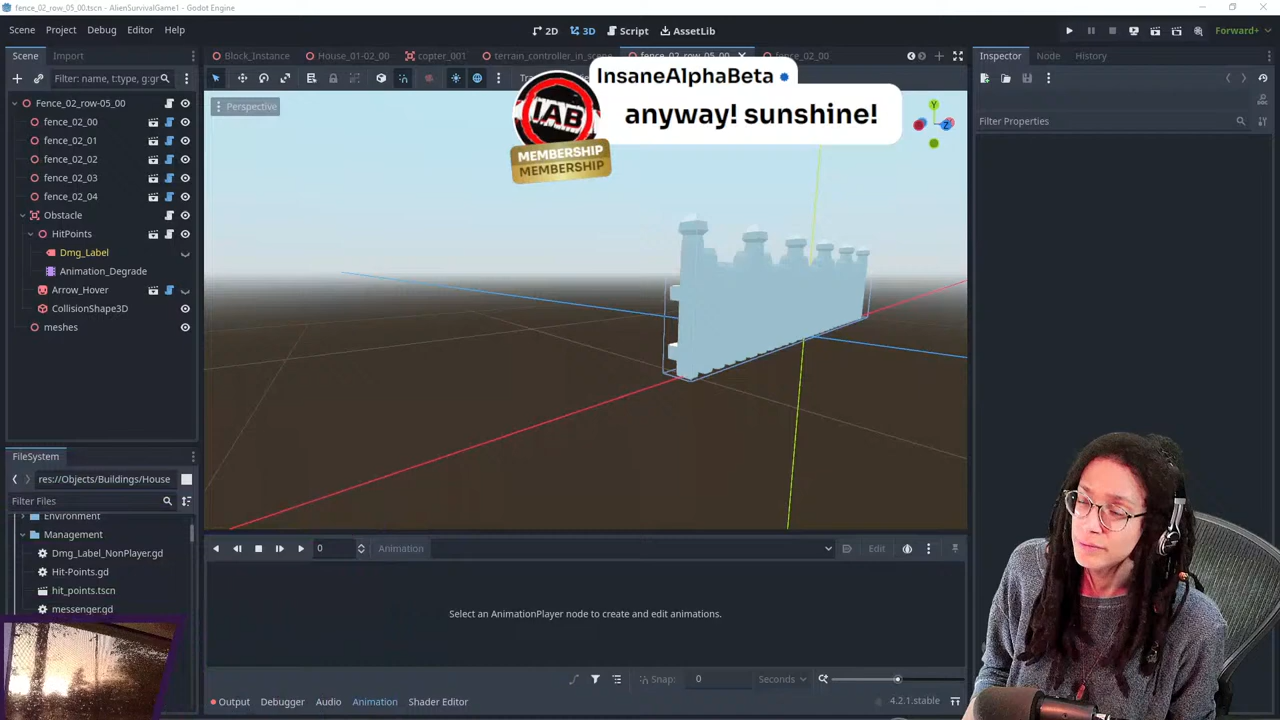 fence_02_row_05_00.tscn - AlienSurvivalGame1 - Godot Engine
Scene Project Debug Editor Help
2D 3D Script AssetLib
Forward+
Scene Import
Block_Instance House_01-02_00 copter_001 terrain_controller_in_scene fence_02_row_05_00 fence_02_00
Inspector Node History
Filter: name, t:type, g:gr
InsaneAlphaBeta
anyway! sunshine!
IAB
MEMBERSHIP
MEMBERSHIP
Perspective
Y
Z
Filter Properties
Fence_02_row-05_00
fence_02_00
fence_02_01
fence_02_02
fence_02_03
fence_02_04
Obstacle
HitPoints
Dmg_Label
Animation_Degrade
Arrow_Hover
CollisionShape3D
meshes
FileSystem
res://Objects/Buildings/House
Filter Files
Environment
Management
Dmg_Label_NonPlayer.gd
Hit-Points.gd
hit_points.tscn
messenger.gd
0 Animation Edit
Select an AnimationPlayer node to create and edit animations.
Snap: 0 Seconds
Output Debugger Audio Animation Shader Editor
4.2.1.stable